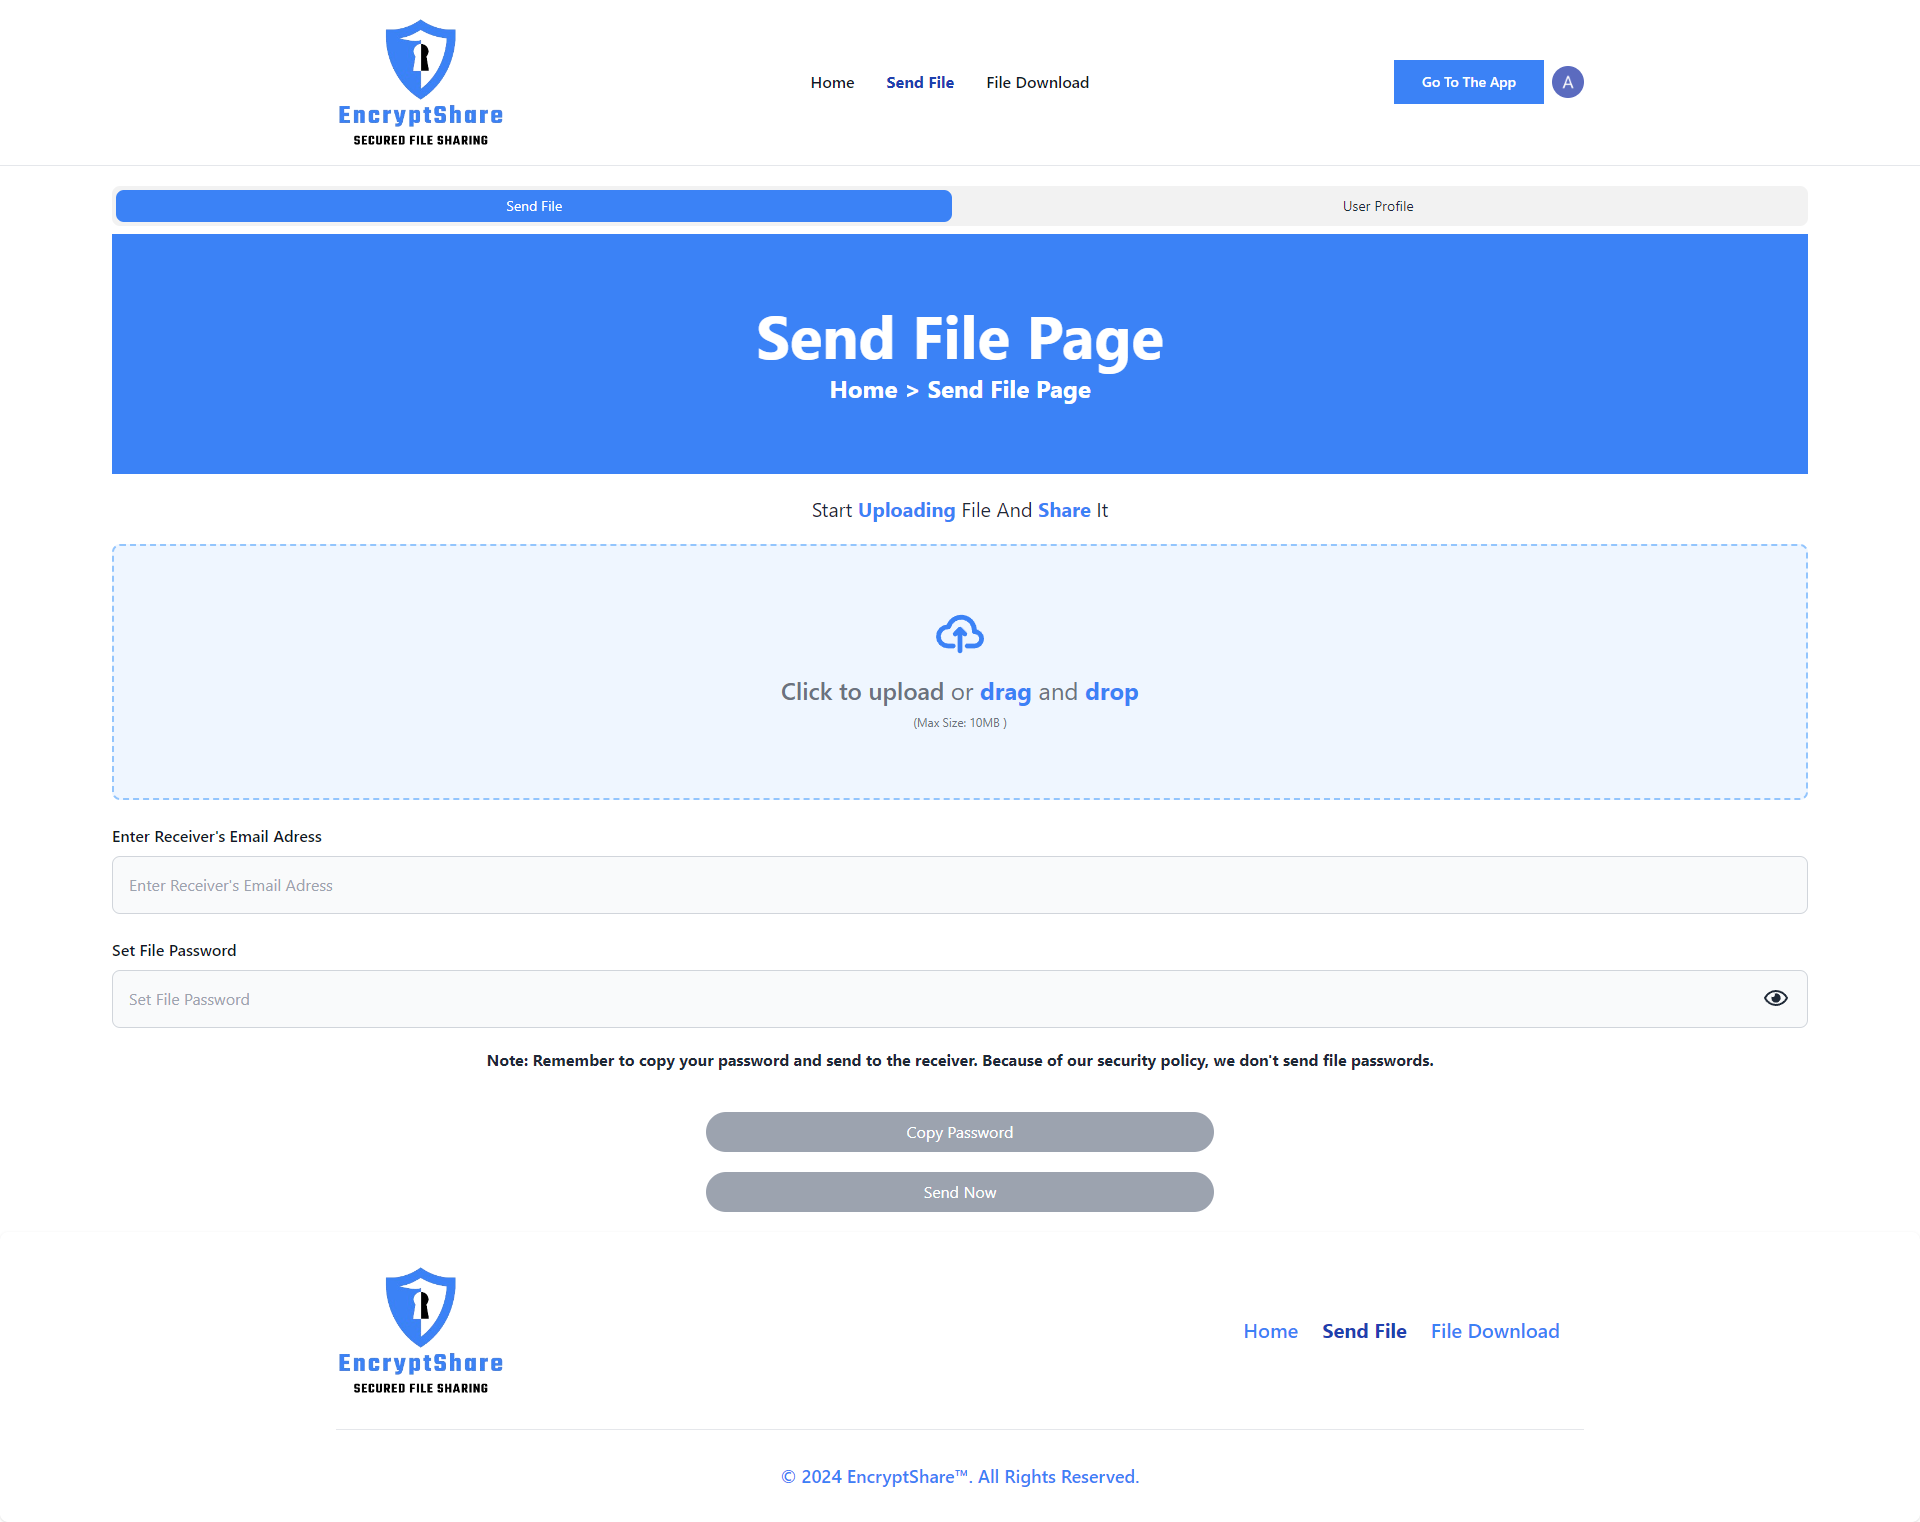 EncryptShare
SECURED FILE SHARING
Home Send File File Download
Go To The App A
Send File User Profile
Send File Page
Home > Send File Page
Start Uploading File And Share It
Click to upload or drag and drop
(Max Size: 10MB )
Enter Receiver's Email Adress
Enter Receiver's Email Adress
Set File Password
Set File Password
Note: Remember to copy your password and send to the receiver. Because of our security policy, we don't send file passwords.
Copy Password
Send Now
EncryptShare
SECURED FILE SHARING
Home Send File File Download
© 2024 EncryptShare™. All Rights Reserved.